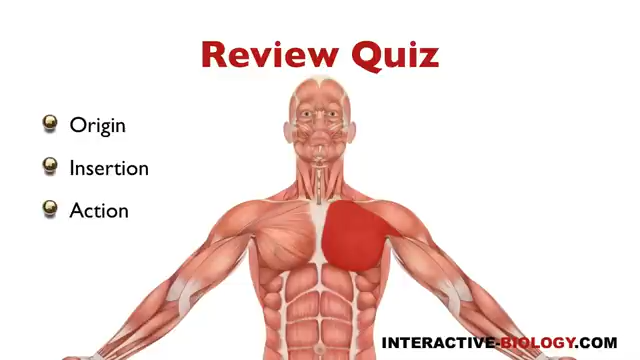 Review Quiz
Origin
Insertion
Action
INTERACTIVE-BIOLOGY.COM